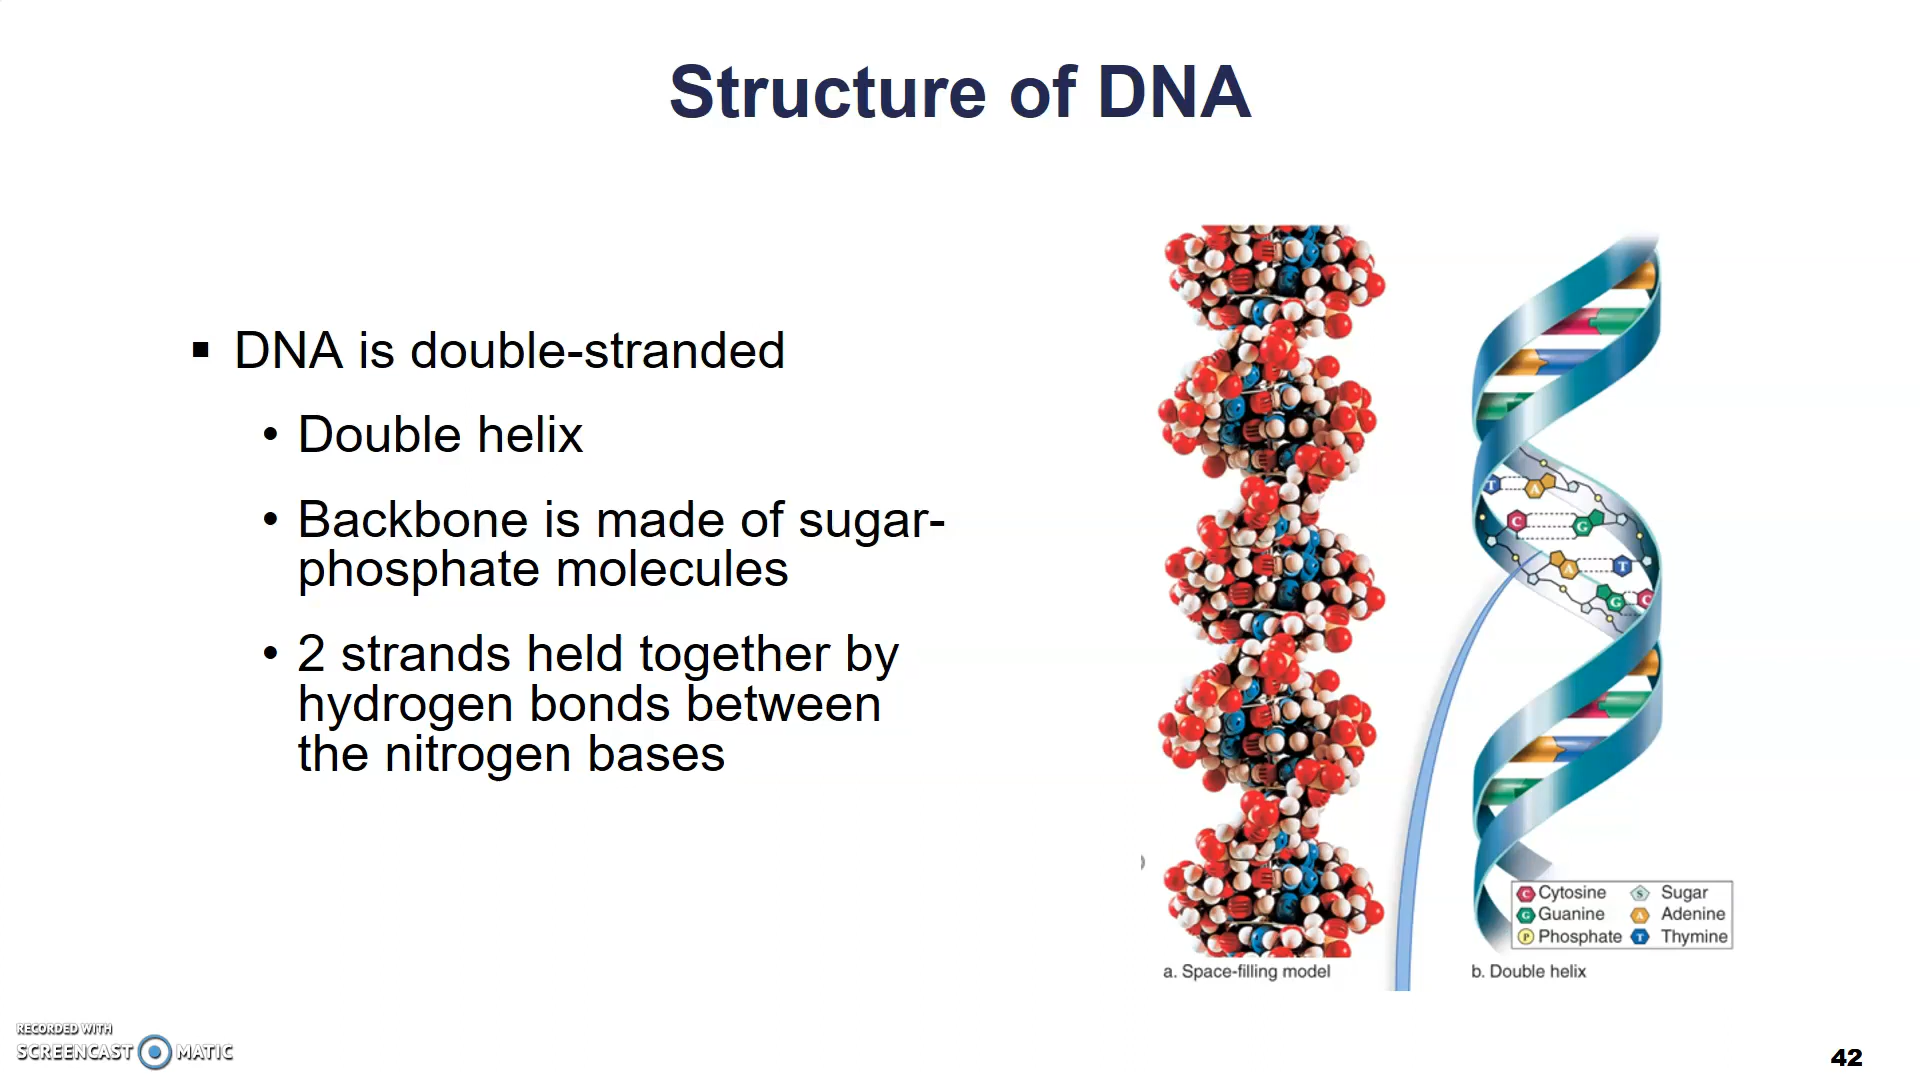 Structure of DNA
▪ DNA is double-stranded
• Double helix
• Backbone is made of sugar-
phosphate molecules
• 2 strands held together by
hydrogen bonds between
the nitrogen bases
T A
C G
A T
G C
C Cytosine S Sugar
G Guanine A Adenine
P Phosphate T Thymine
a. Space-filling model b. Double helix
RECORDED WITH
SCREENCAST MATIC
42